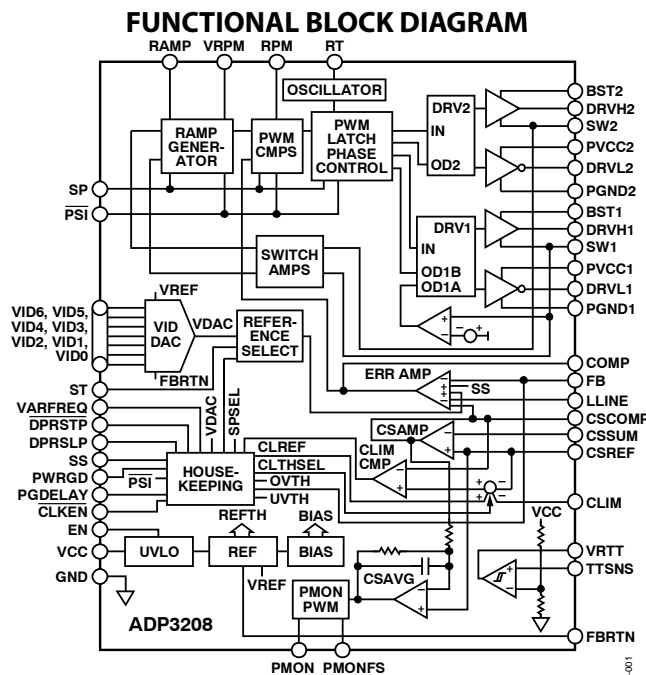 FUNCTIONAL BLOCK DIAGRAM
RAMP VRPM RPM RT
OSCILLATOR
RAMP
GENER-
ATOR
PWM
CMPS
PWM
LATCH
PHASE
CONTROL
DRV2
IN
OD2
BST2
DRVH2
SW2
PVCC2
DRVL2
PGND2
SP
PSI
DRV1
IN
OD1B
OD1A
BST1
DRVH1
SW1
PVCC1
DRVL1
PGND1
SWITCH
AMPS
+
–
– +
VREF
VID6, VID5,
VID4, VID3,
VID2, VID1,
VID0
VID
DAC
VDAC
REFER-
ENCE
SELECT
FBRTN
ERR AMP
–
+
+
+
–
SS
COMP
FB
LLINE
CSCOMP
CSSUM
CSREF
ST
VARFREQ
DPRSTP
DPRSLP
SS
PWRGD
PGDELAY
CLKEN
EN
VCC
GND
VDAC
SPSEL
CLREF
CLTHSEL
OVTH
UVTH
PSI
HOUSE-
KEEPING
CSAMP
–
+
CLIM
CMP
–
+
+ –
+ –
CLIM
REFTH
BIAS
UVLO
REF
BIAS
VREF
CSAVG
–
+
PMON
PWM
VCC
+
–
VRTT
TTSNS
FBRTN
ADP3208
PMON PMONFS
-001